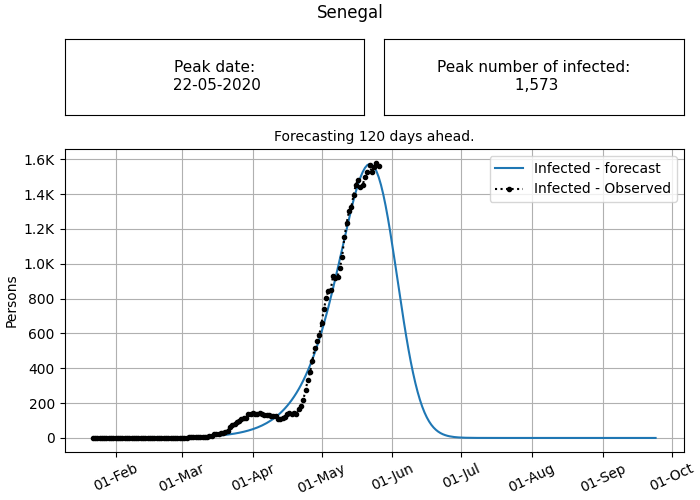 Senegal
Peak date:
22-05-2020
Peak number of infected:
1,573
Forecasting 120 days ahead.
Infected - forecast
Infected - Observed
Persons
1.6K
1.4K
1.2K
1.0K
800
600
400
200
0
01-Feb
01-Mar
01-Apr
01-May
01-Jun
01-Jul
01-Aug
01-Sep
01-Oct